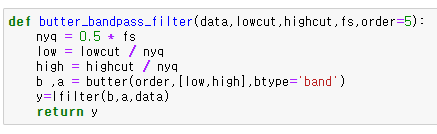 def butter_bandpass_filter(data,lowcut,highcut,fs,order=5):
    nyq = 0.5 * fs
    low = lowcut / nyq
    high = highcut / nyq
    b ,a = butter(order,[low,high],btype='band')
    y=lfilter(b,a,data)
    return y